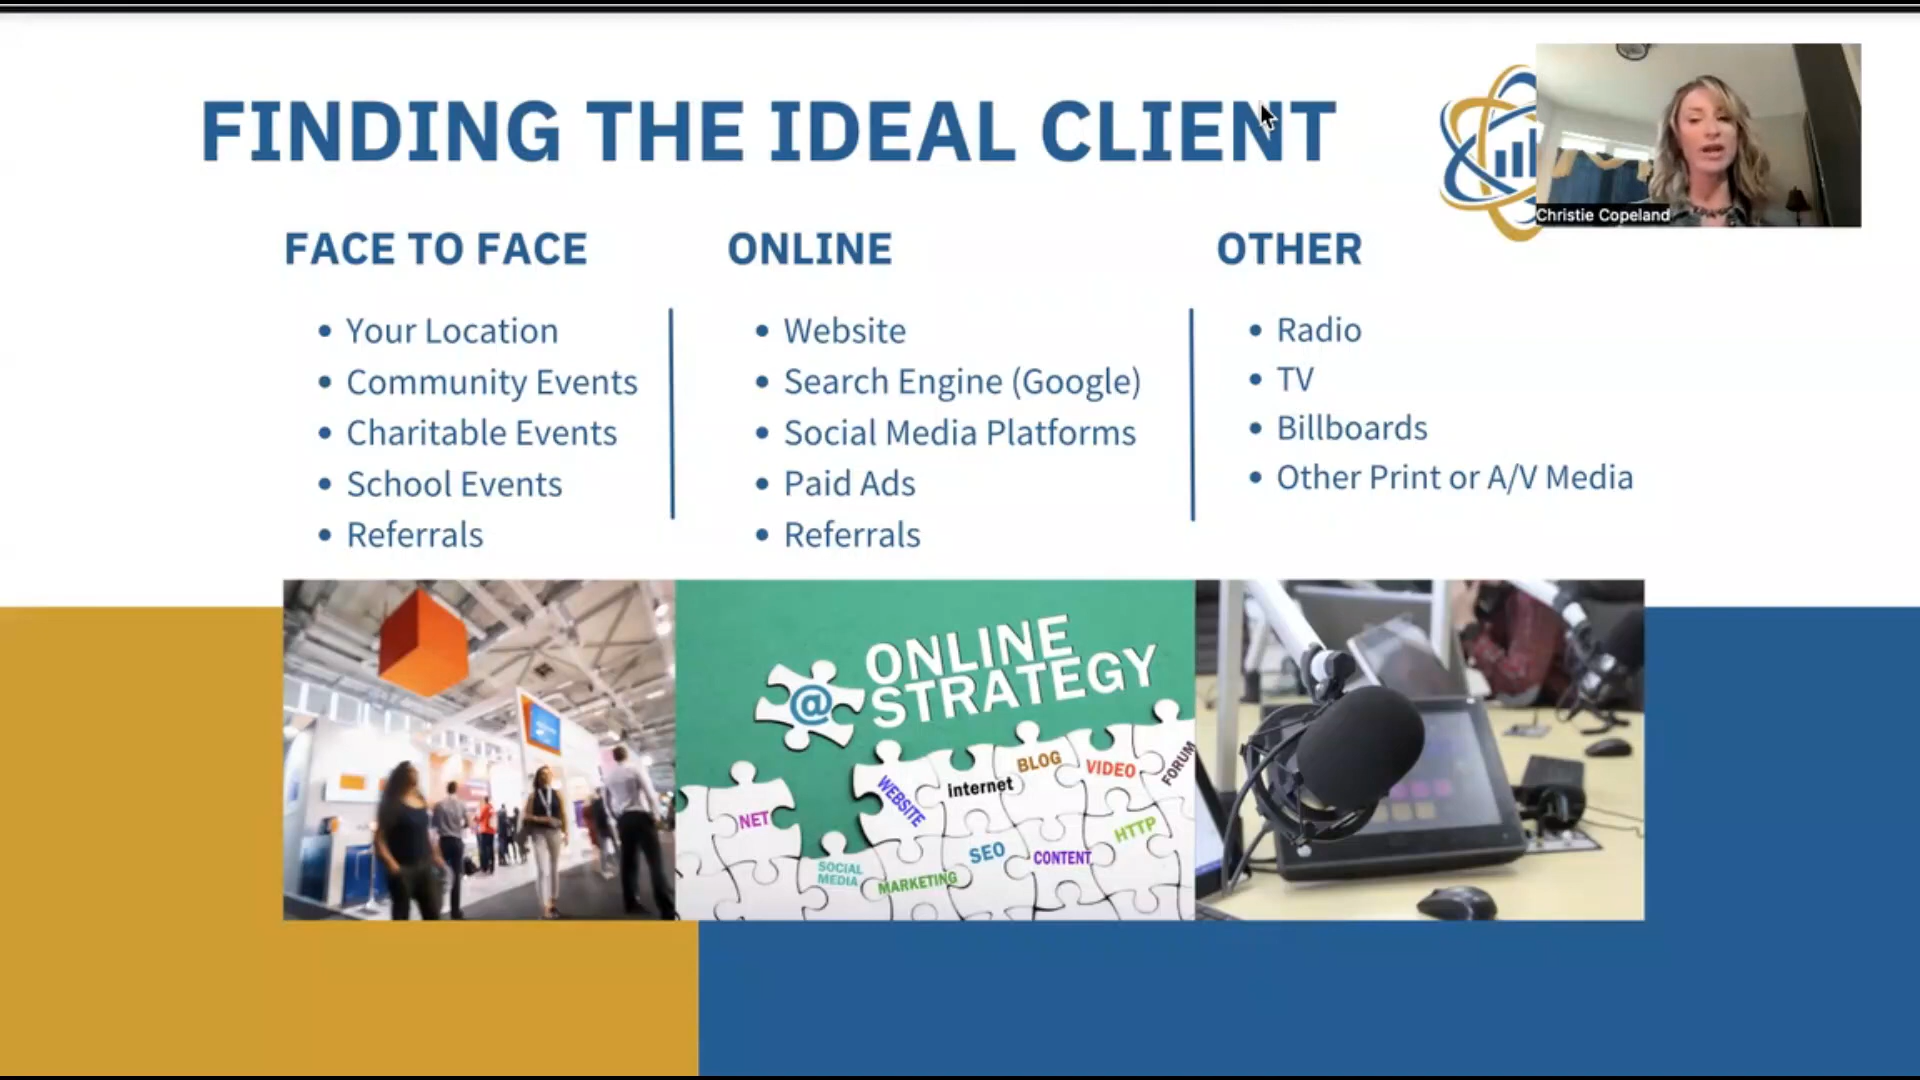 FINDING THE IDEAL CLIENT
Christie Copeland
FACE TO FACE
Your Location
Community Events
Charitable Events
School Events
Referrals
ONLINE
Website
Search Engine (Google)
Social Media Platforms
Paid Ads
Referrals
OTHER
Radio
TV
Billboards
Other Print or A/V Media
@
ONLINE
STRATEGY
NET
WEBSITE
internet
BLOG
VIDEO
FORUM
SOCIAL
MEDIA
MARKETING
SEO
CONTENT
HTTP